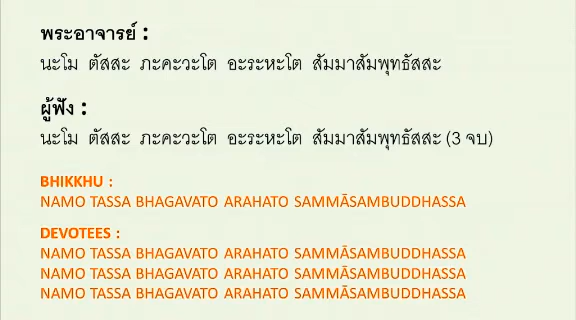 พระอาจารย์ :
นะโม ตัสสะ ภะคะวะโต อะระหะโต สัมมาสัมพุทธัสสะ
ผู้ฟัง :
นะโม ตัสสะ ภะคะวะโต อะระหะโต สัมมาสัมพุทธัสสะ (3 จบ)
BHIKKHU :
NAMO TASSA BHAGAVATO ARAHATO SAMMĀSAMBUDDHASSA
DEVOTEES :
NAMO TASSA BHAGAVATO ARAHATO SAMMĀSAMBUDDHASSA
NAMO TASSA BHAGAVATO ARAHATO SAMMĀSAMBUDDHASSA
NAMO TASSA BHAGAVATO ARAHATO SAMMĀSAMBUDDHASSA